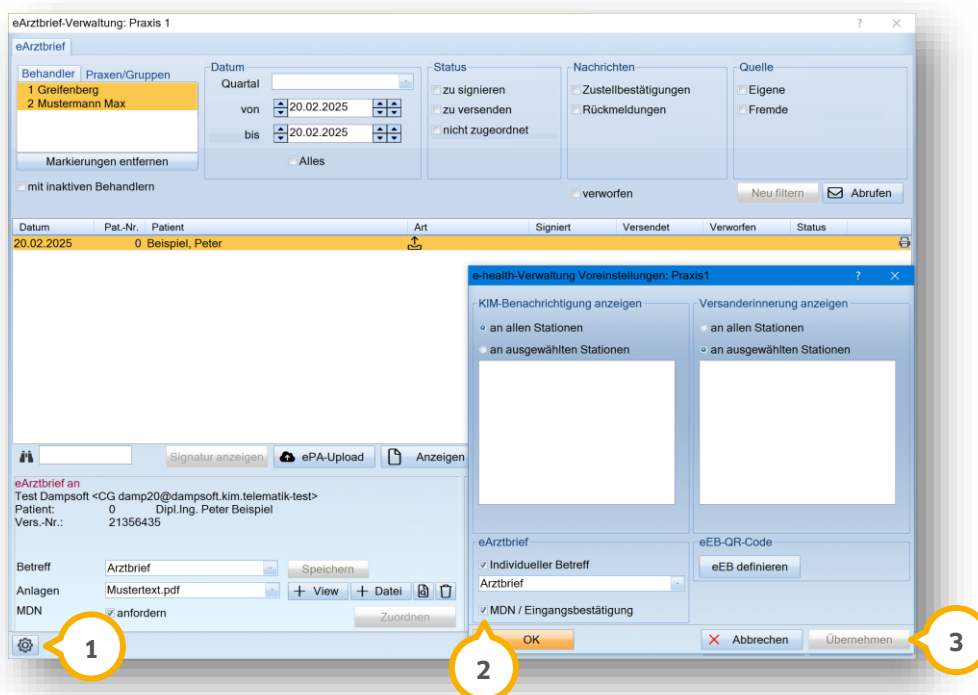 eArztbrief-Verwaltung: Praxis 1
eArztbrief
Behandler Praxen/Gruppen
1 Greifenberg
2 Mustermann Max
Markierungen entfernen
mit inaktiven Behandlern
Datum
Quartal
von 20.02.2025
bis 20.02.2025
Alles
Status
zu signieren
zu versenden
nicht zugeordnet
Nachrichten
Zustellbestätigungen
Rückmeldungen
verworfen
Quelle
Eigene
Fremde
Neu filtern Abrufen
Datum Pat.-Nr. Patient Art Signiert Versendet Verworfen Status
20.02.2025 0 Beispiel, Peter
Signatur anzeigen ePA-Upload Anzeigen
eArztbrief an
Test Dampsoft <CG damp20@dampsoft.kim.telematik-test>
Patient: 0 Dipl.Ing. Peter Beispiel
Vers.-Nr.: 21356435
Betreff Arztbrief Speichern
Anlagen Mustertext.pdf + View + Datei
MDN anfordern Zuordnen
e-health-Verwaltung Voreinstellungen: Praxis1
KIM-Benachrichtigung anzeigen
an allen Stationen
an ausgewählten Stationen
Versanderinnerung anzeigen
an allen Stationen
an ausgewählten Stationen
eArztbrief
Individueller Betreff
Arztbrief
MDN / Eingangsbestätigung
eEB-QR-Code
eEB definieren
OK Abbrechen Übernehmen
1
2
3